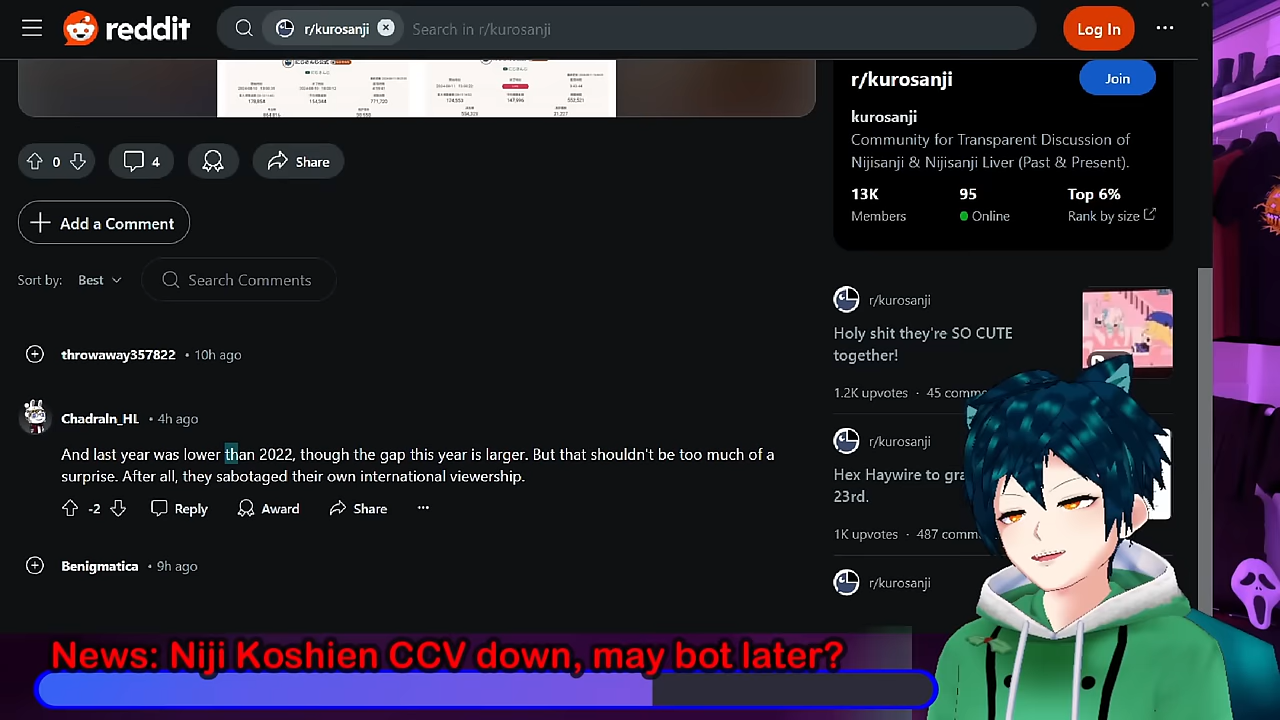 reddit
r/kurosanji
Search in r/kurosanji
Log In
r/kurosanji
Join
kurosanji
Community for Transparent Discussion of
Nijisanji & Nijisanji Liver (Past & Present).
13K
95
Top 6%
Members
Online
Rank by size
0
4
Share
Add a Comment
Sort by:
Best
Search Comments
r/kurosanji
Holy shit they're SO CUTE
together!
1.2K upvotes · 45 comme
throwaway357822 • 10h ago
Chadraln_HL • 4h ago
And last year was lower than 2022, though the gap this year is larger. But that shouldn't be too much of a
surprise. After all, they sabotaged their own international viewership.
-2
Reply
Award
Share
r/kurosanji
Hex Haywire to gra
23rd.
1K upvotes · 487 comm
Benigmatica • 9h ago
r/kurosanji
News: Niji Koshien CCV down, may bot later?